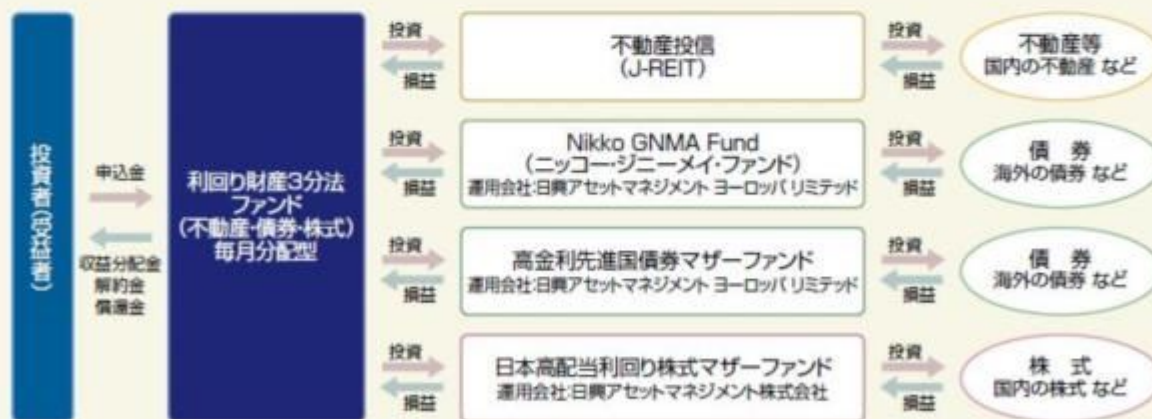 投資者(受益者)
申込金
収益分配金
解約金
償還金
利回り財産3分法
ファンド
(不動産・債券・株式)
毎月分配型
投資
損益
不動産投信
(J-REIT)
投資
損益
不動産等
国内の不動産 など
投資
損益
Nikko GNMA Fund
(ニッコー・ジニーメイ・ファンド)
運用会社:日興アセットマネジメント ヨーロッパ リミテッド
投資
損益
債 券
海外の債券 など
投資
損益
高金利先進国債券マザーファンド
運用会社:日興アセットマネジメント ヨーロッパ リミテッド
投資
損益
債 券
海外の債券 など
投資
損益
日本高配当利回り株式マザーファンド
運用会社:日興アセットマネジメント株式会社
投資
損益
株 式
国内の株式 など